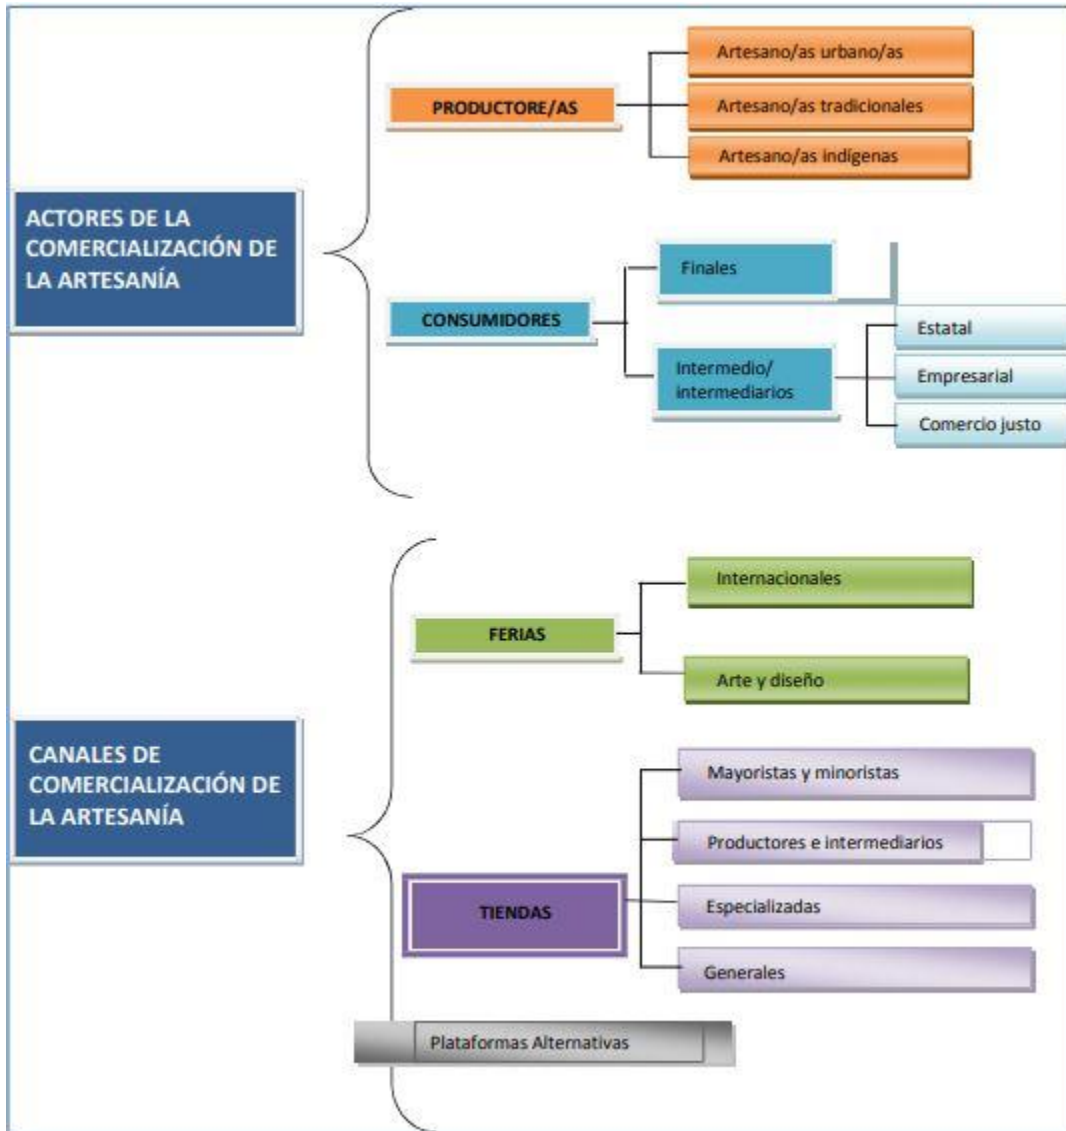 ACTORES DE LA
COMERCIALIZACIÓN DE
LA ARTESANÍA
PRODUCTORE/AS
Artesano/as urbano/as
Artesano/as tradicionales
Artesano/as indígenas
CONSUMIDORES
Finales
Intermedio/
intermediarios
Estatal
Empresarial
Comercio justo
CANALES DE
COMERCIALIZACIÓN DE
LA ARTESANÍA
FERIAS
Internacionales
Arte y diseño
TIENDAS
Mayoristas y minoristas
Productores e intermediarios
Especializadas
Generales
Plataformas Alternativas